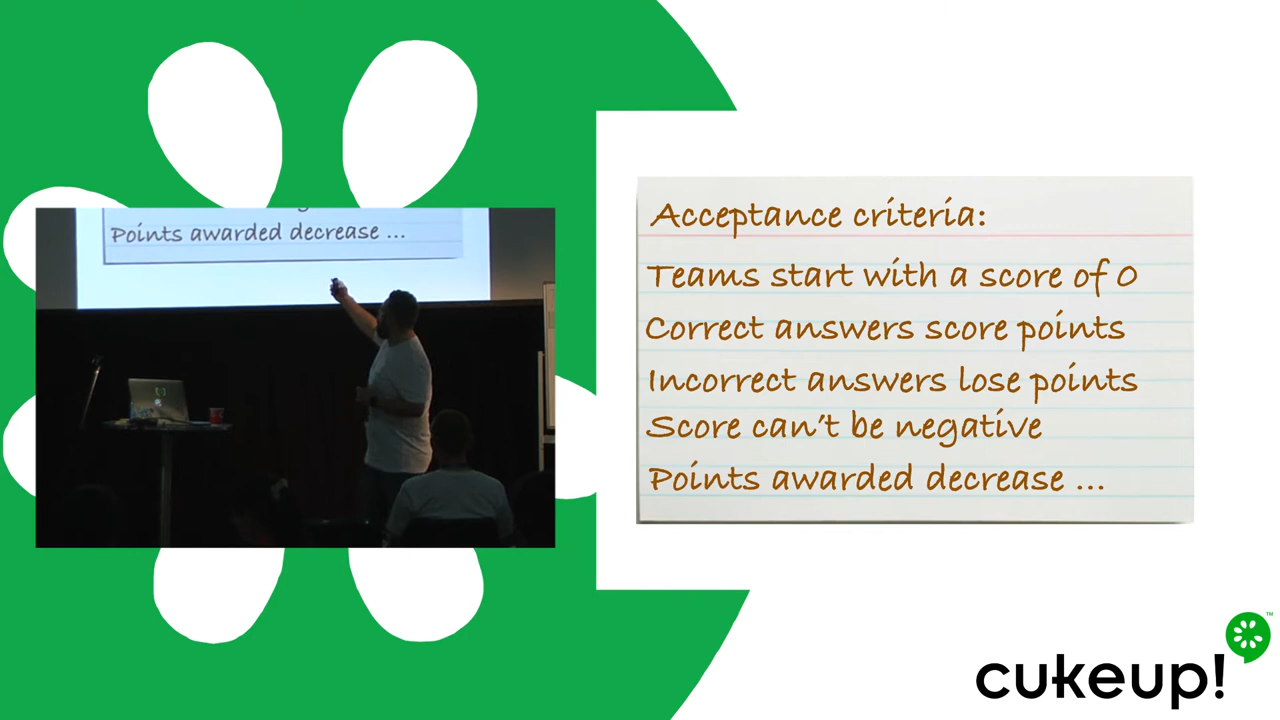 Points awarded decrease ...
Acceptance criteria:
Teams start with a score of 0
Correct answers score points
Incorrect answers lose points
Score can't be negative
Points awarded decrease ...
cukeup!
TM